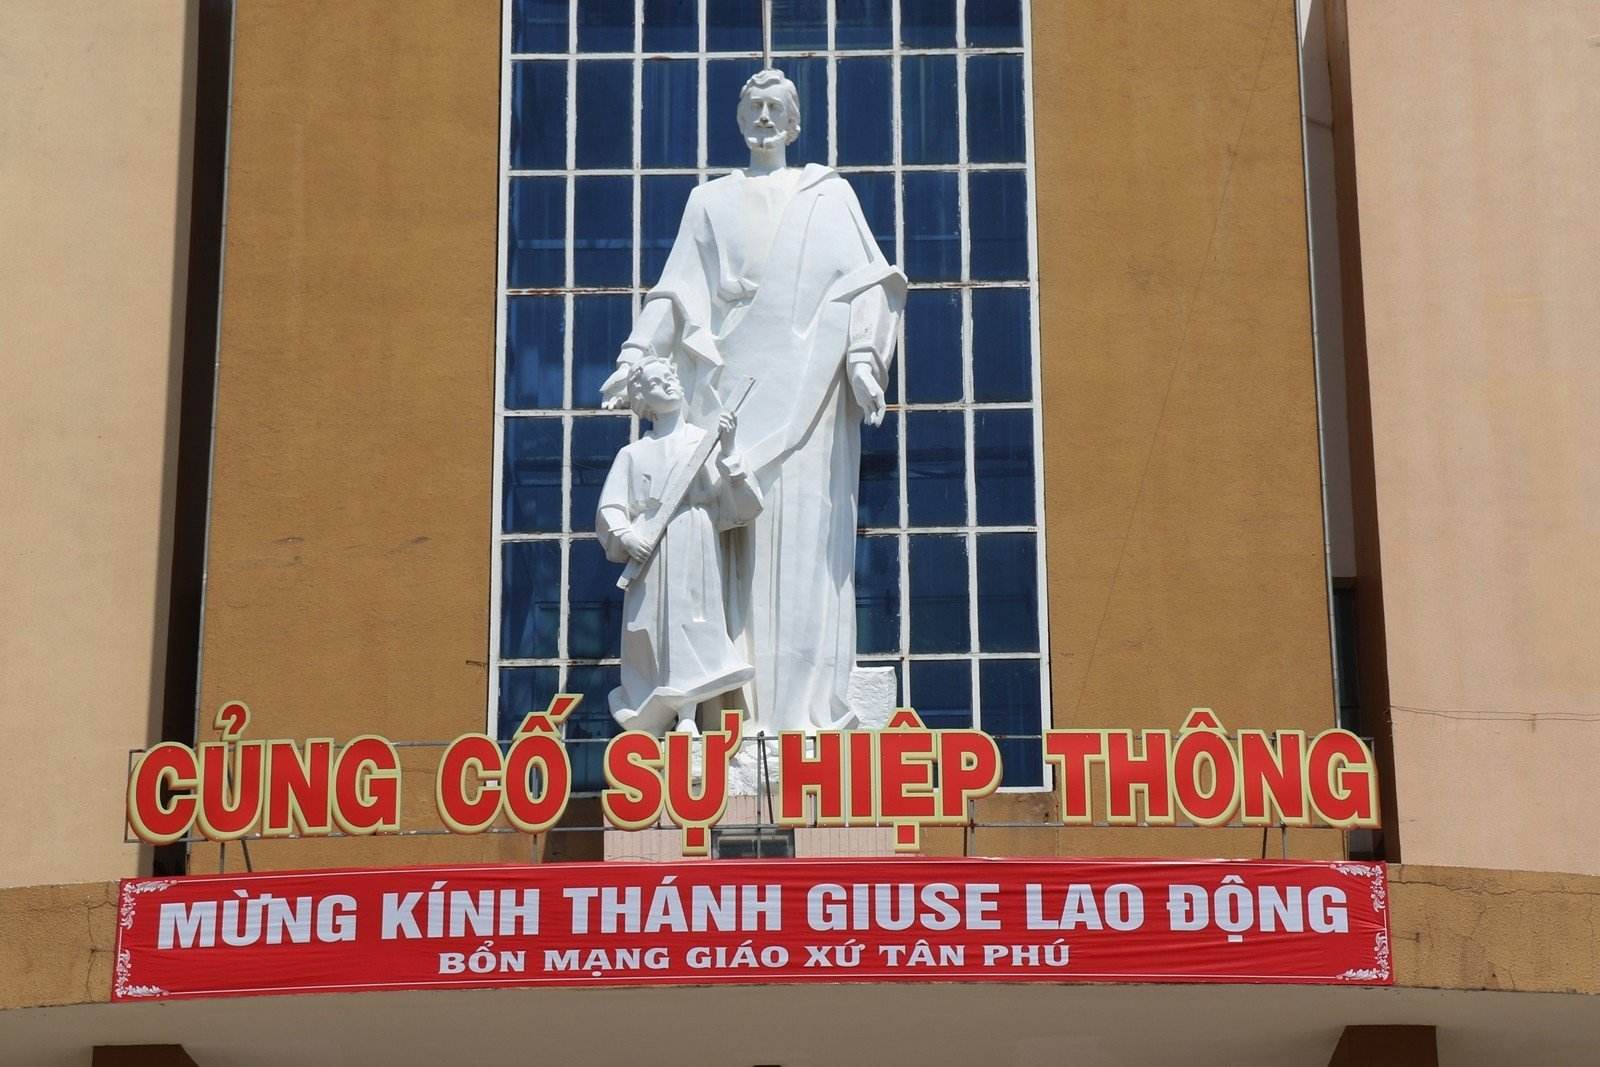 CỦNG CỐ SỰ HIỆP THÔNG
MỪNG KÍNH THÁNH GIUSE LAO ĐỘNG
BỔN MẠNG GIÁO XỨ TÂN PHÚ